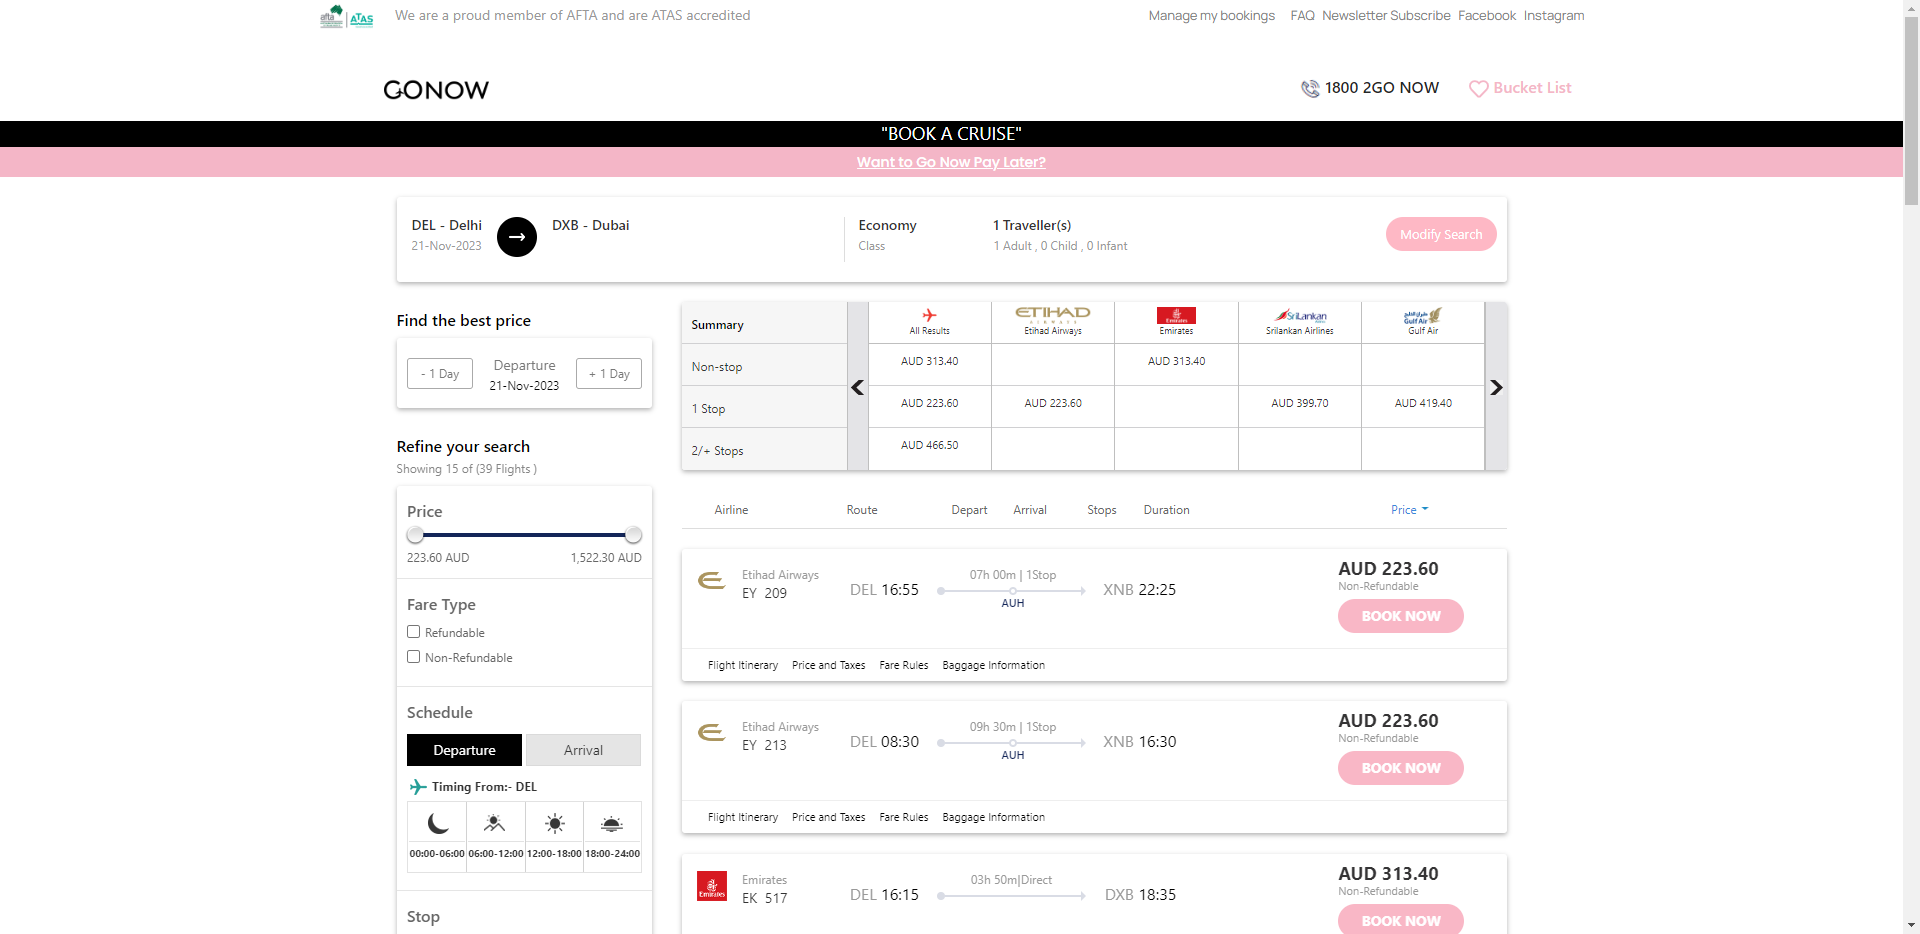 afta ATAS We are a proud member of AFTA and are ATAS accredited Manage my bookings FAQ Newsletter Subscribe Facebook Instagram
GONOW 1800 2GO NOW Bucket List
"BOOK A CRUISE"
Want to Go Now Pay Later?
DEL - Delhi DXB - Dubai Economy 1 Traveller(s) Modify Search
21-Nov-2023 Class 1 Adult , 0 Child , 0 Infant
Find the best price
- 1 Day Departure + 1 Day
21-Nov-2023
Refine your search
Showing 15 of (39 Flights )
Price
223.60 AUD 1,522.30 AUD
Fare Type
Refundable
Non-Refundable
Schedule
Departure Arrival
Timing From:- DEL
00:00-06:00 06:00-12:00 12:00-18:00 18:00-24:00
Stop
Summary All Results ETIHAD AIRWAYS Etihad Airways Emirates Emirates SriLankan Srilankan Airlines طيران الخليج Gulf Air Gulf Air
Non-stop AUD 313.40 AUD 313.40
1 Stop AUD 223.60 AUD 223.60 AUD 399.70 AUD 419.40
2/+ Stops AUD 466.50
Airline Route Depart Arrival Stops Duration Price
Etihad Airways 07h 00m | 1Stop AUD 223.60
EY 209 DEL 16:55 AUH XNB 22:25 Non-Refundable
BOOK NOW
Flight Itinerary Price and Taxes Fare Rules Baggage Information
Etihad Airways 09h 30m | 1Stop AUD 223.60
EY 213 DEL 08:30 AUH XNB 16:30 Non-Refundable
BOOK NOW
Flight Itinerary Price and Taxes Fare Rules Baggage Information
Emirates Emirates 03h 50m|Direct AUD 313.40
EK 517 DEL 16:15 DXB 18:35 Non-Refundable
BOOK NOW